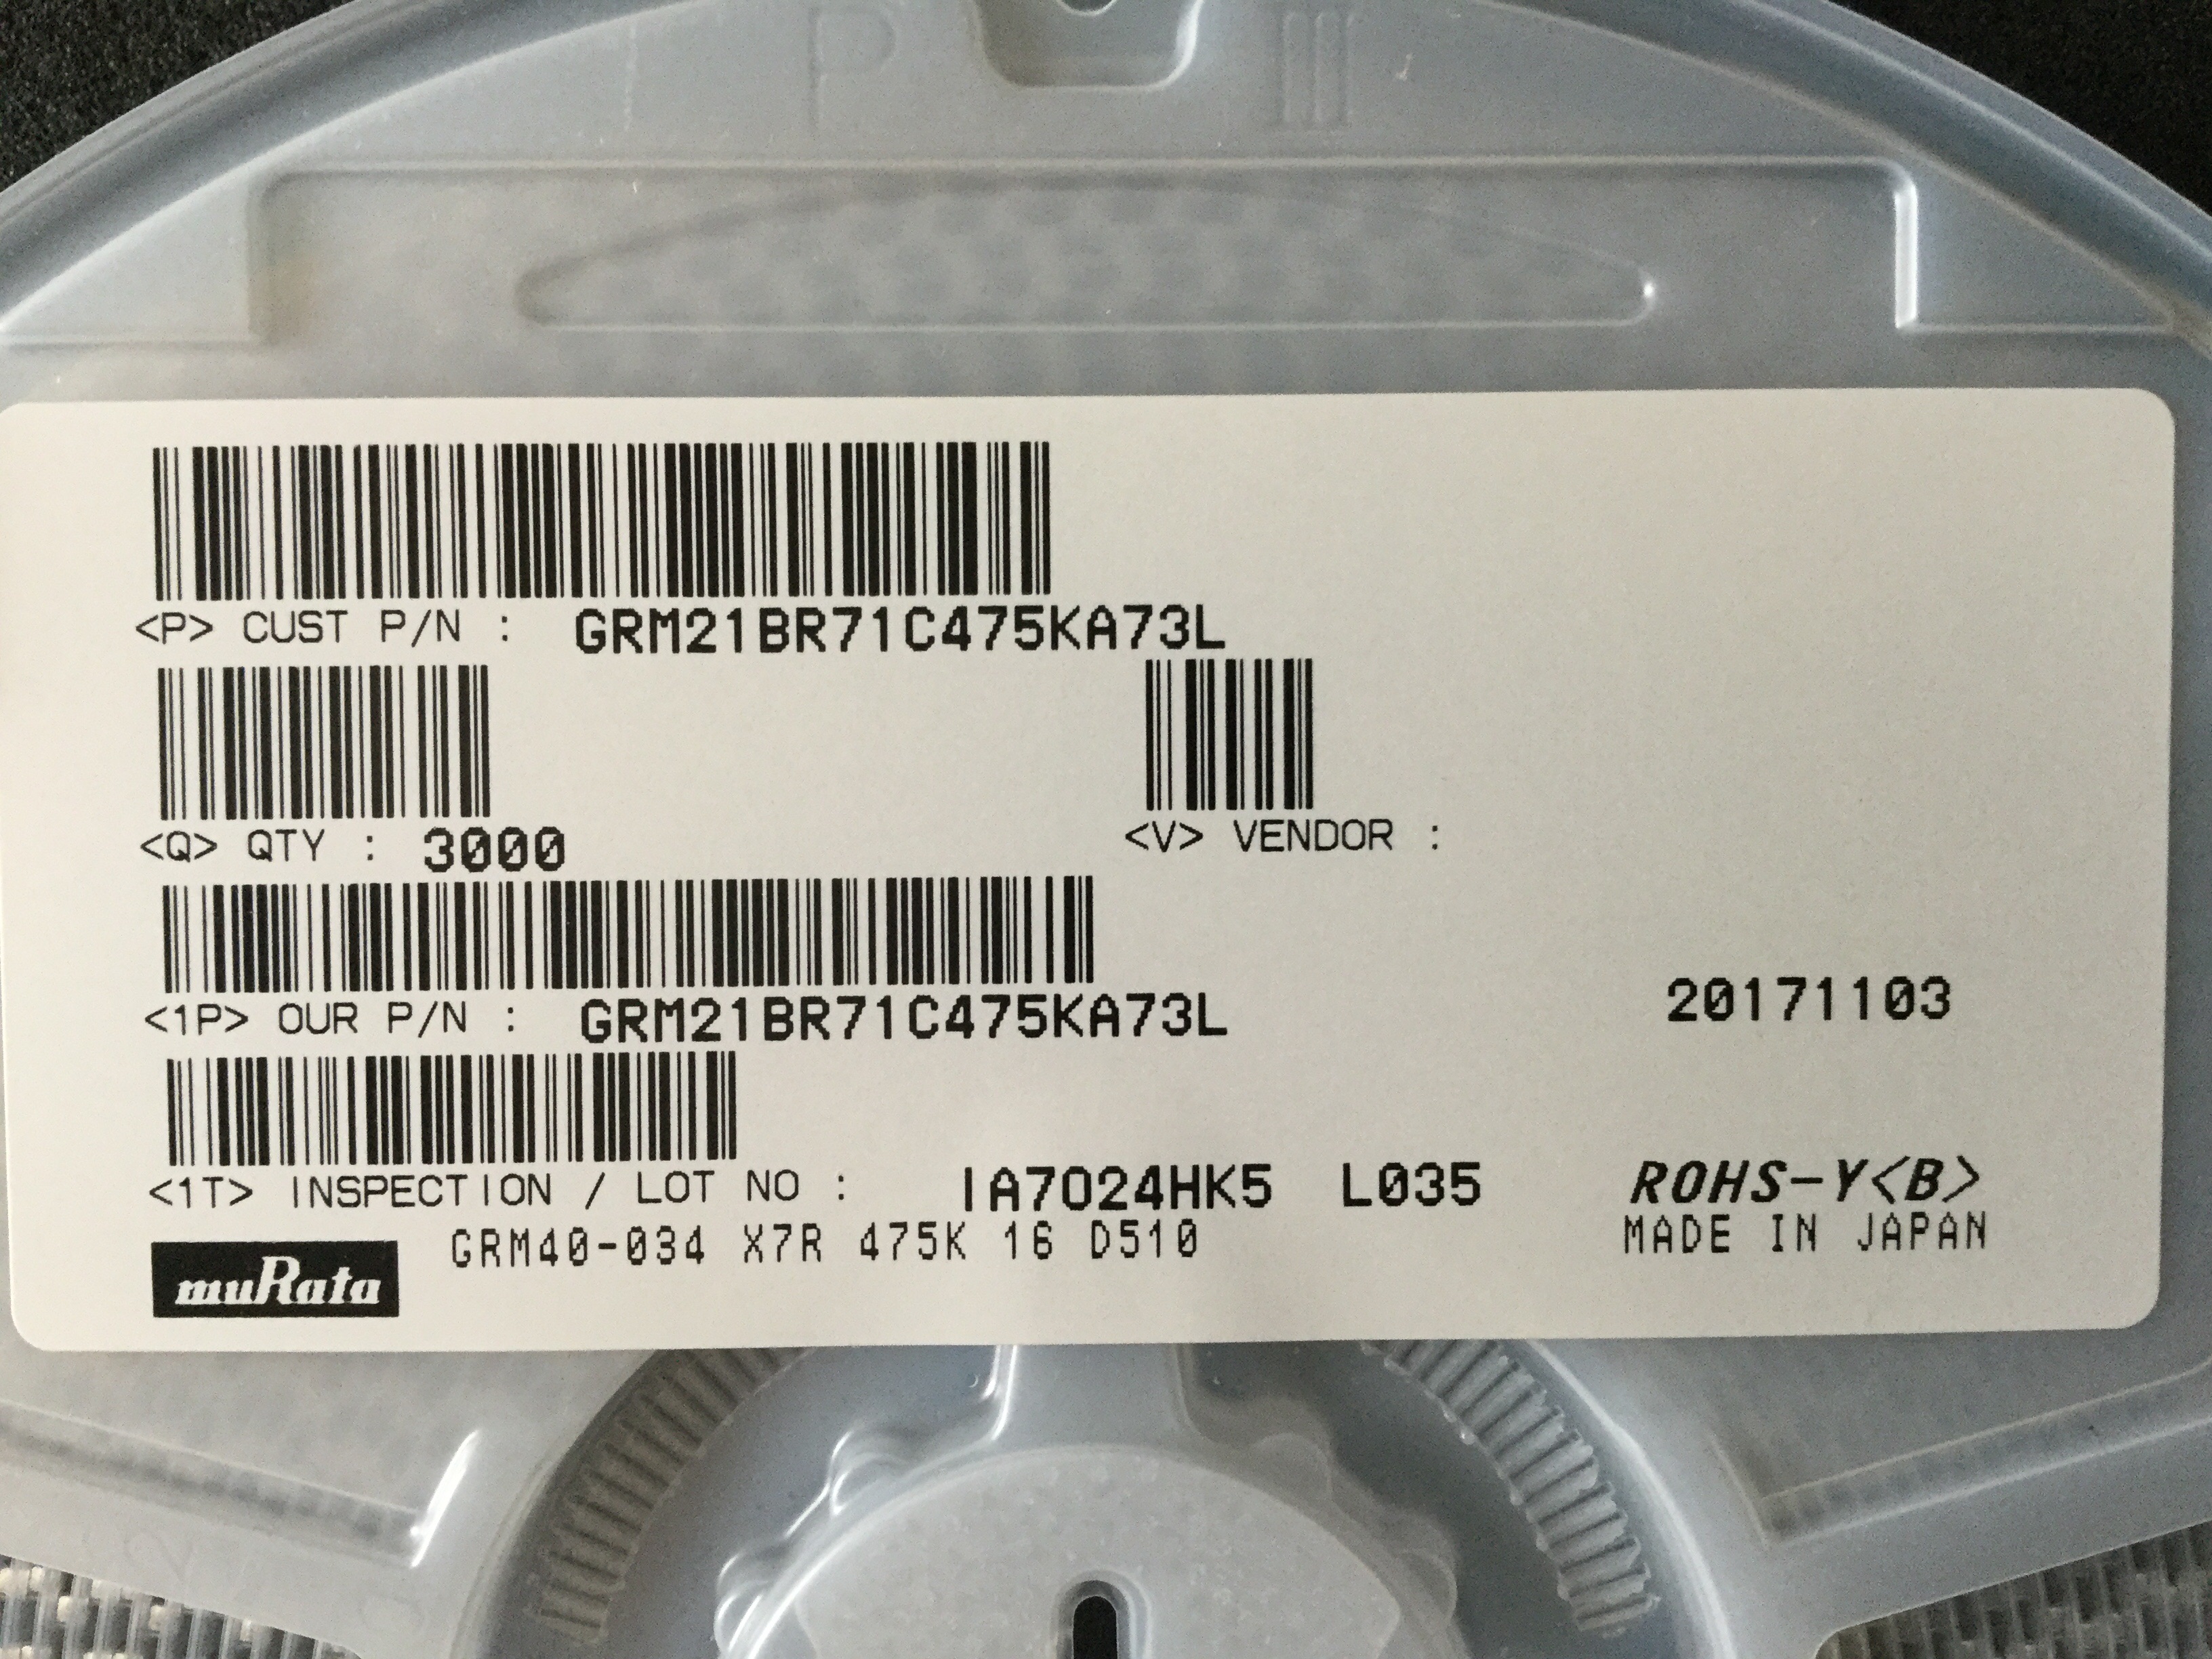 P III
<P> CUST P/N : GRM21BR71C475KA73L
<Q> QTY : 3000
<V> VENDOR :
<1P> OUR P/N : GRM21BR71C475KA73L
20171103
<1T> INSPECTION / LOT NO : IA7024HK5 L035
ROHS-Y<B>
GRM40-034 X7R 475K 16 D510
MADE IN JAPAN
muRata